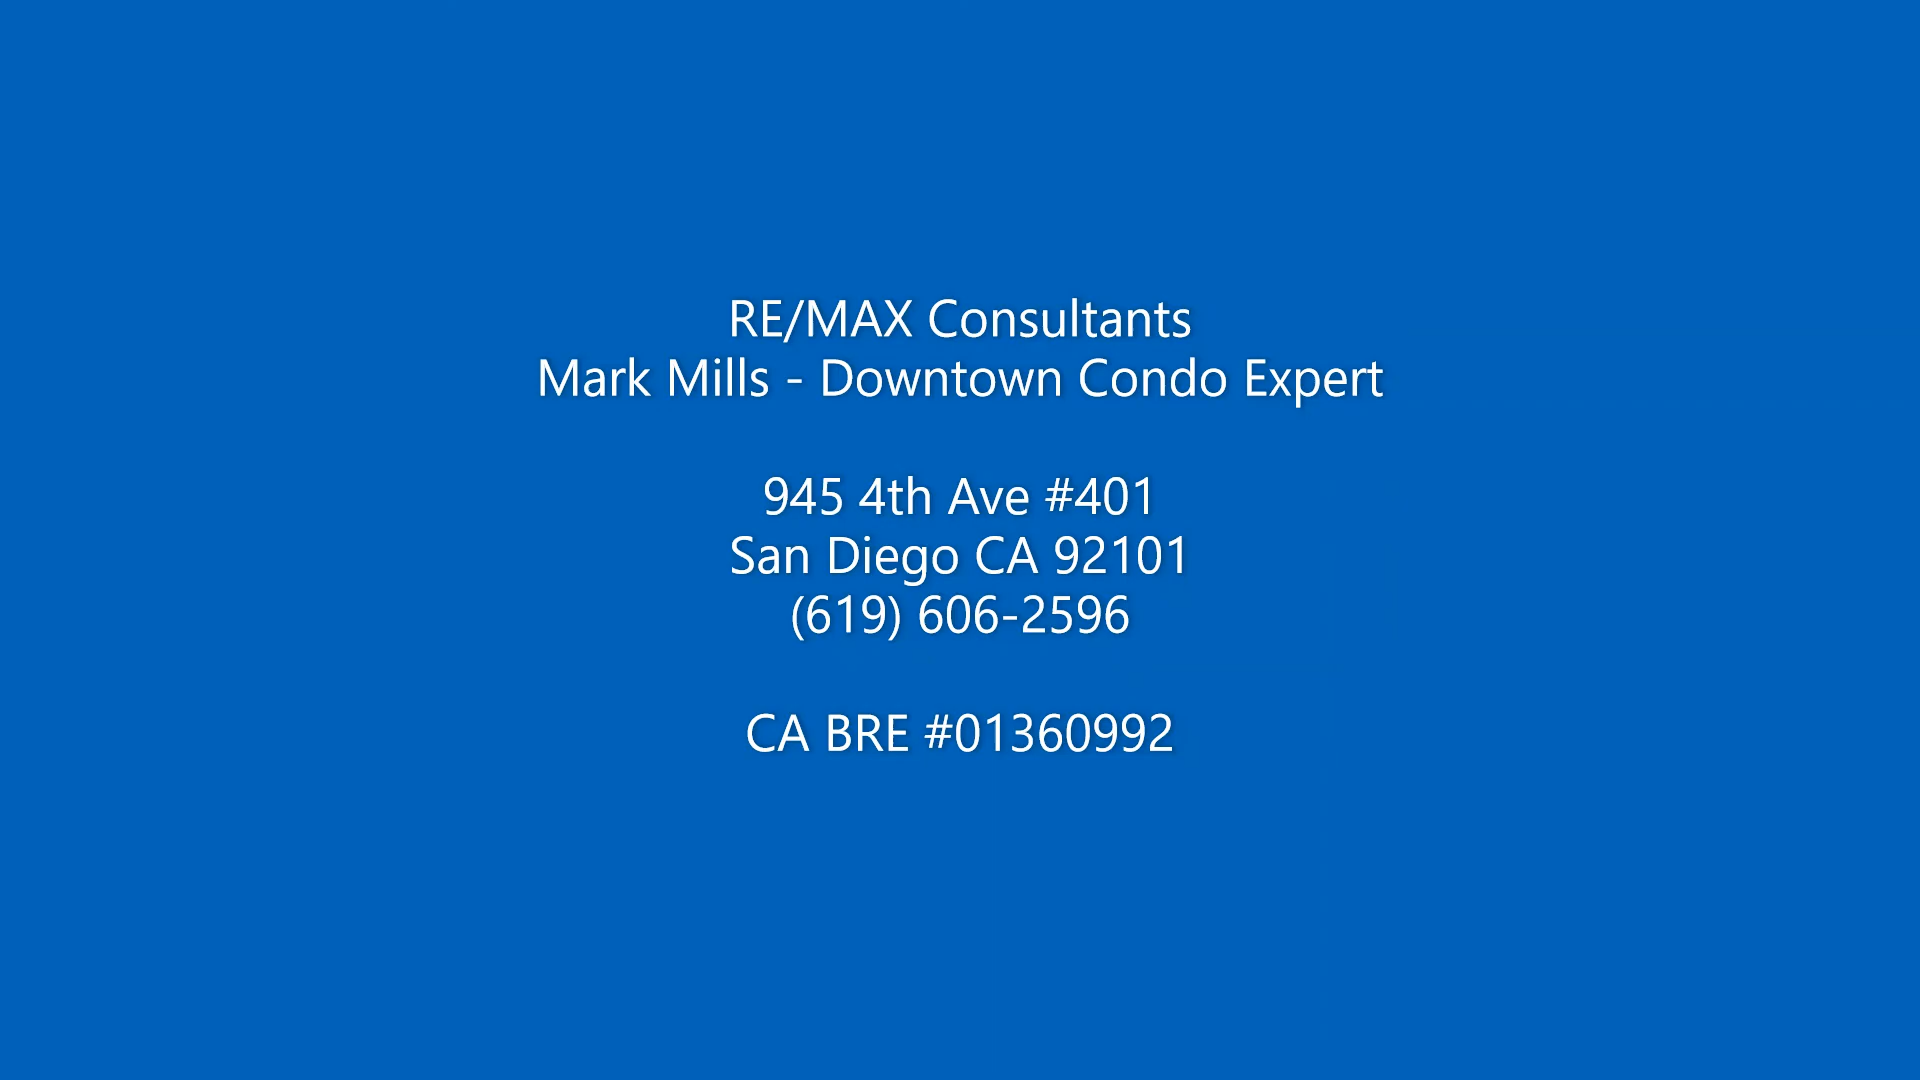 RE/MAX Consultants
Mark Mills - Downtown Condo Expert
945 4th Ave #401
San Diego CA 92101
(619) 606-2596
CA BRE #01360992